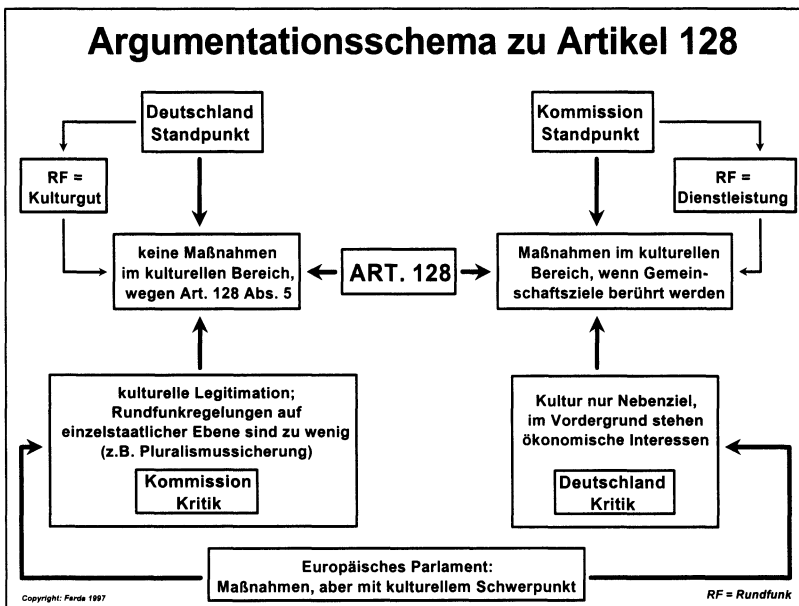 Argumentationsschema zu Artikel 128
Deutschland
Standpunkt
Kommission
Standpunkt
RF =
Kulturgut
RF =
Dienstleistung
keine Maßnahmen
im kulturellen Bereich,
wegen Art. 128 Abs. 5
ART. 128
Maßnahmen im kulturellen
Bereich, wenn Gemein-
schaftsziele berührt werden
kulturelle Legitimation;
Rundfunkregelungen auf
einzelstaatlicher Ebene sind zu wenig
(z.B. Pluralismussicherung)
Kommission
Kritik
Kultur nur Nebenziel,
im Vordergrund stehen
ökonomische Interessen
Deutschland
Kritik
Europäisches Parlament:
Maßnahmen, aber mit kulturellem Schwerpunkt
Copyright: Ferda 1997
RF = Rundfunk